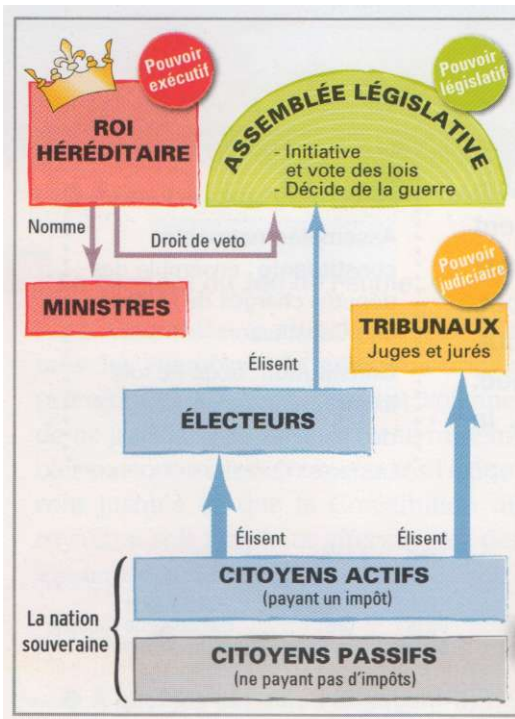 Pouvoir
exécutif
ROI
HÉRÉDITAIRE
Pouvoir
législatif
ASSEMBLÉE LÉGISLATIVE
- Initiative
et vote des lois
- Décide de la guerre
Nomme
Droit de veto
MINISTRES
Pouvoir
judiciaire
TRIBUNAUX
Juges et jurés
Élisent
ÉLECTEURS
Élisent
Élisent
CITOYENS ACTIFS
(payant un impôt)
La nation
souveraine
CITOYENS PASSIFS
(ne payant pas d'impôts)